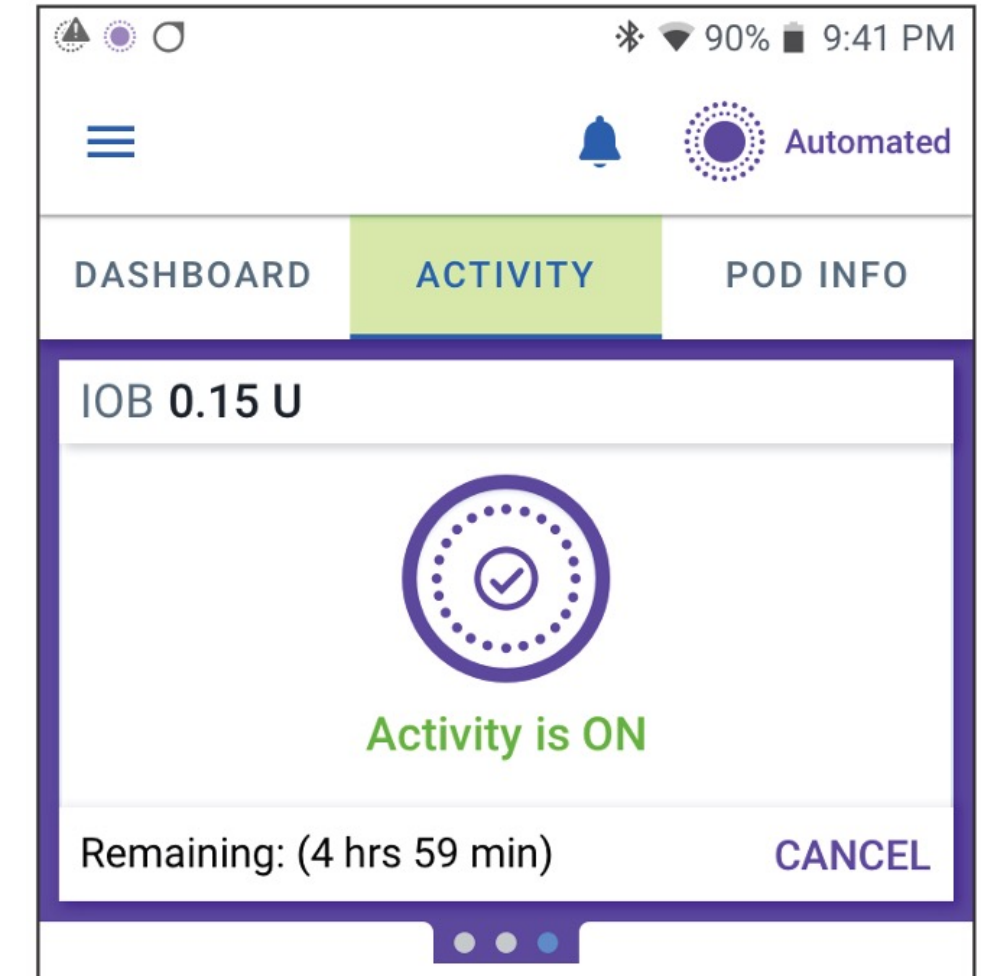 90% 9:41 PM
Automated
DASHBOARD ACTIVITY POD INFO
IOB 0.15 U
Activity is ON
Remaining: (4 hrs 59 min) CANCEL